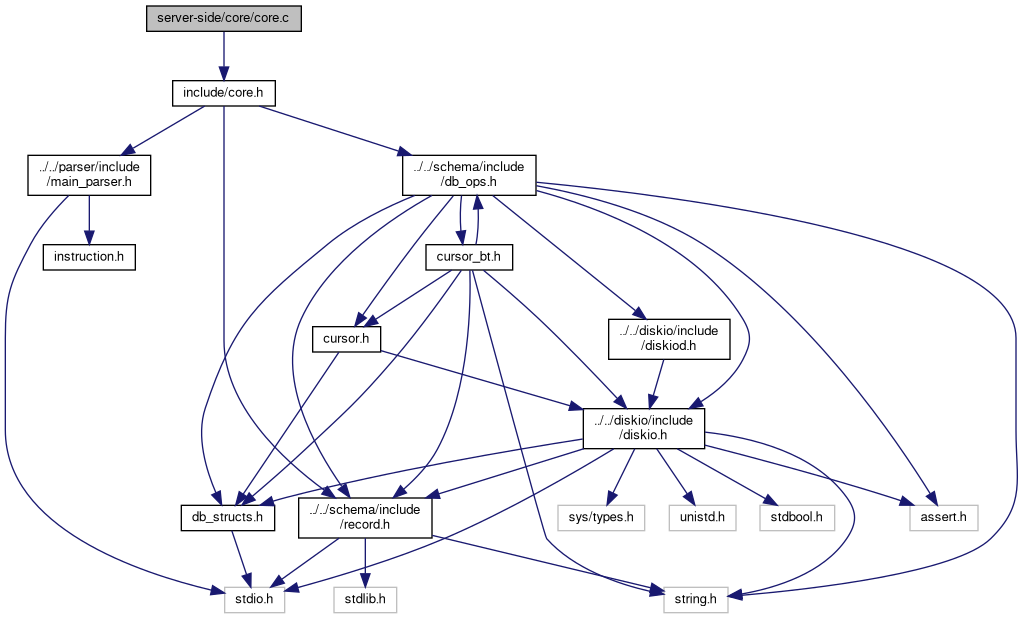 server-side/core/core.c
include/core.h
../../parser/include
/main_parser.h
../../schema/include
/db_ops.h
instruction.h
cursor_bt.h
cursor.h
../../diskio/include
/diskiod.h
../../diskio/include
/diskio.h
db_structs.h
../../schema/include
/record.h
sys/types.h
unistd.h
stdbool.h
assert.h
stdio.h
stdlib.h
string.h